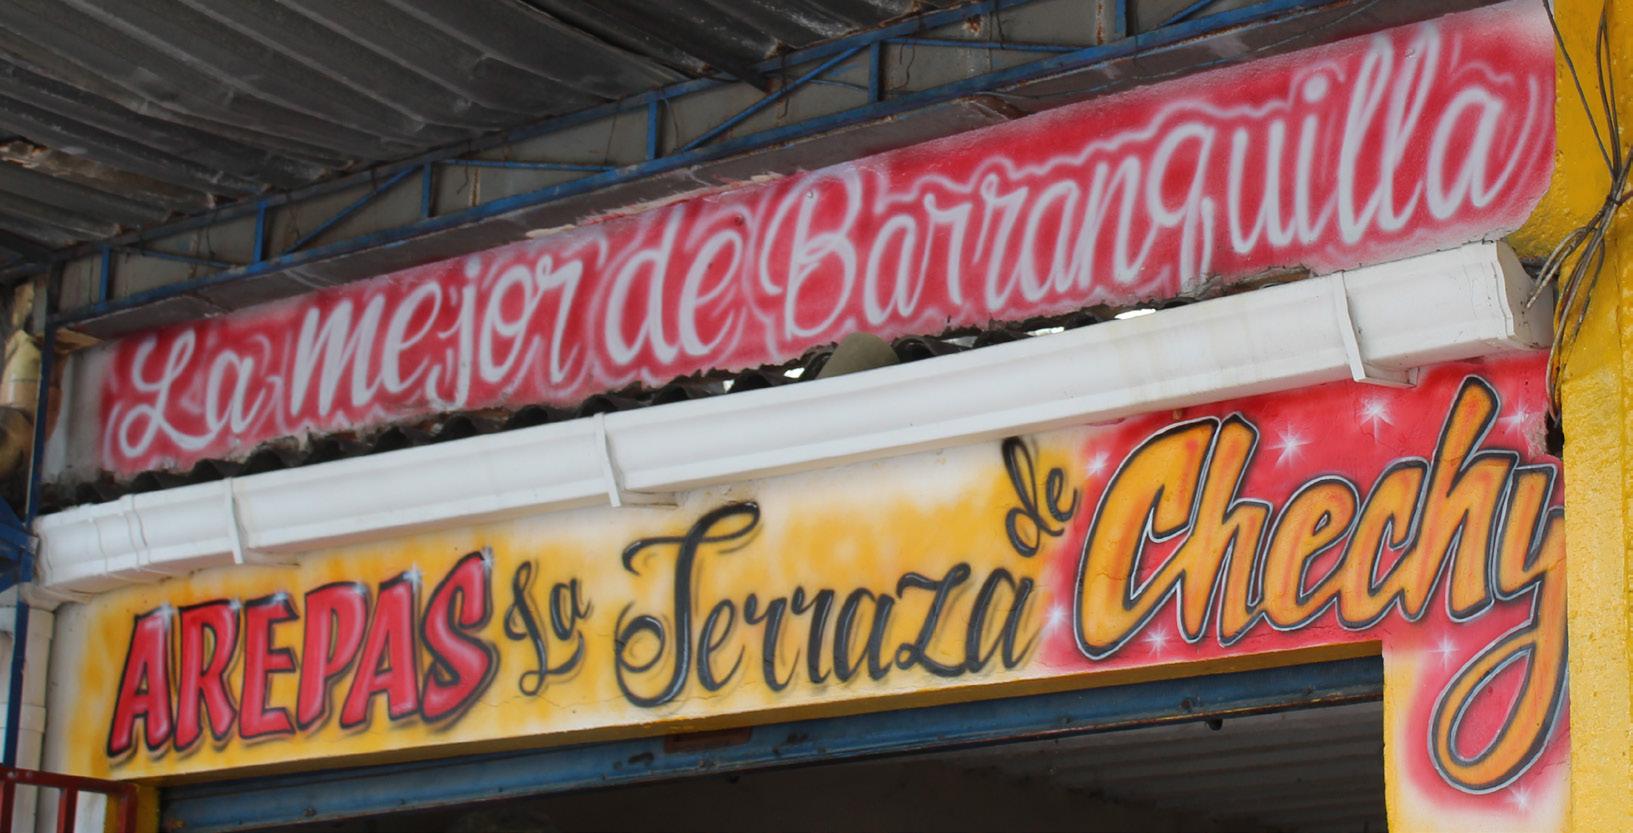 La mejor de Barranquilla
AREPAS La Terraza de Chechy